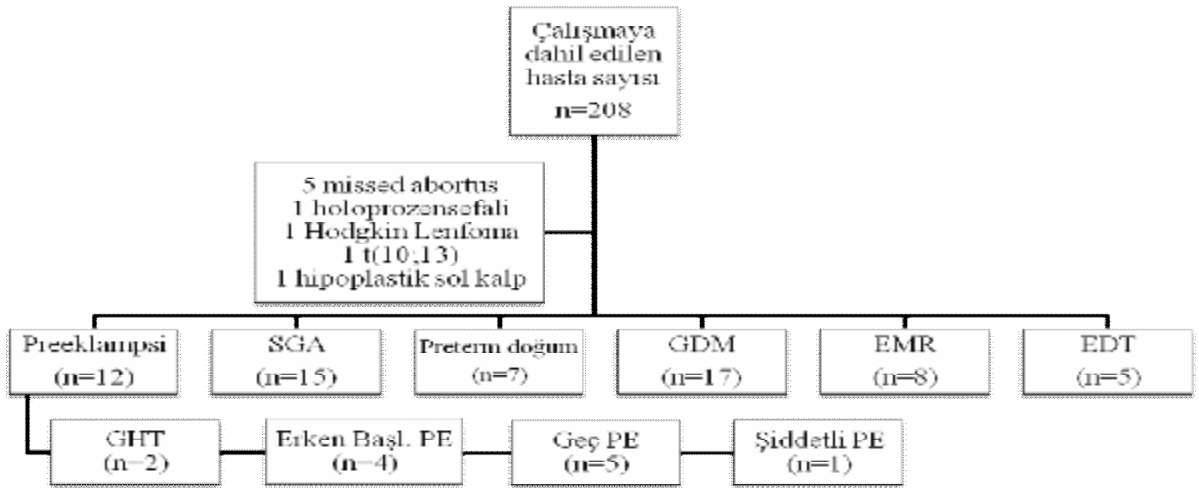 Çalışmaya
dahil edilen
hasta sayısı
n=208
5 missed abortus
1 holoprozensefali
1 Hodgkin Lenfoma
1 t(10;13)
1 hipoplastik sol kalp
Preeklampsi
(n=12)
SGA
(n=15)
Preterm doğum
(n=7)
GDM
(n=17)
EMR
(n=8)
EDT
(n=5)
GHT
(n=2)
Erken Başl. PE
(n=4)
Geç PE
(n=5)
Şiddetli PE
(n=1)